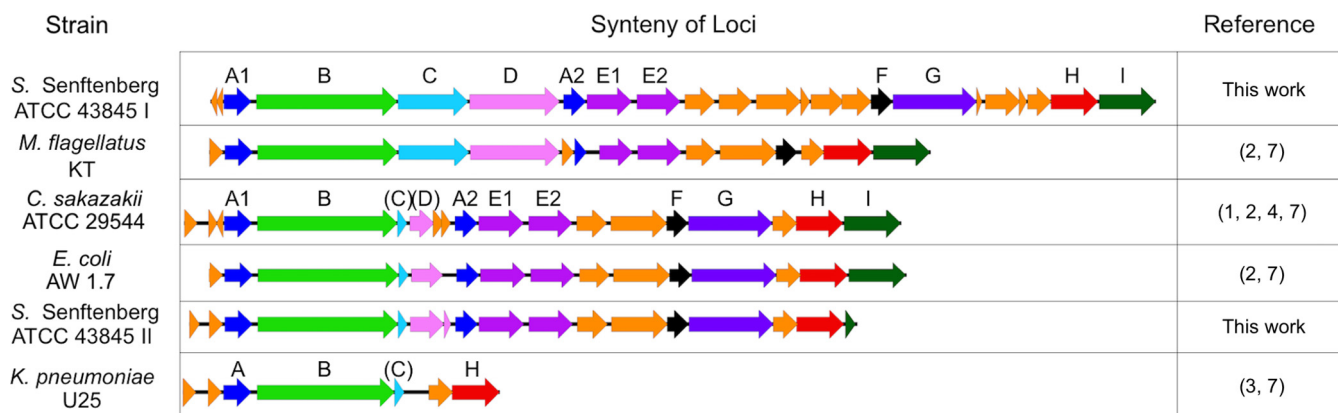 Strain Synteny of Loci Reference
A1 B C D A2 E1 E2 F G H I
S. Senftenberg
ATCC 43845 I
This work
M. flagellatus
KT
(2, 7)
C. sakazakii
ATCC 29544
A1 B (C)(D) A2 E1 E2 F G H I
(1, 2, 4, 7)
E. coli
AW 1.7
(2, 7)
S. Senftenberg
ATCC 43845 II
This work
K. pneumoniae
U25
A B (C) H
(3, 7)